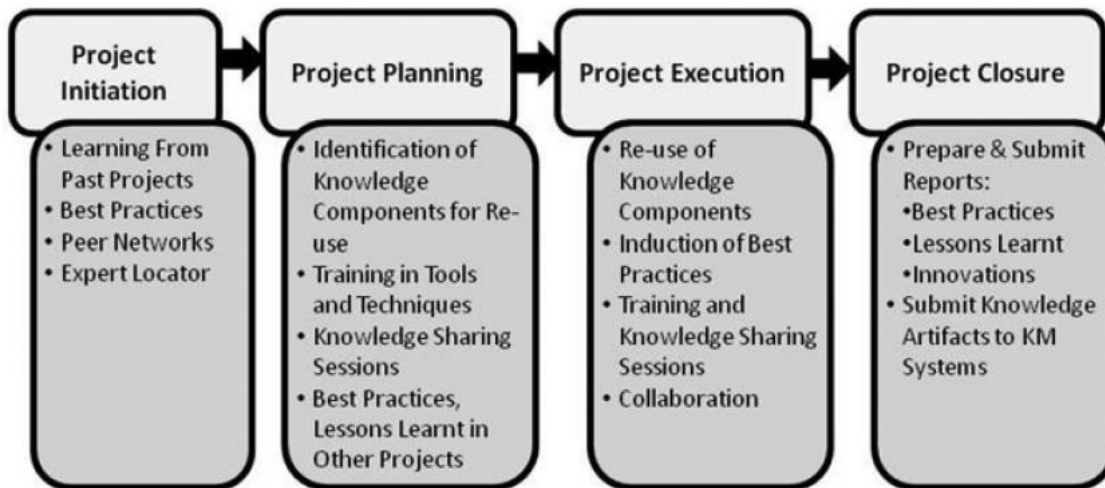 Project
Initiation
• Learning From
Past Projects
• Best Practices
• Peer Networks
• Expert Locator
Project Planning
• Identification of
Knowledge
Components for Re-
use
• Training in Tools
and Techniques
• Knowledge Sharing
Sessions
• Best Practices,
Lessons Learnt in
Other Projects
Project Execution
• Re-use of
Knowledge
Components
• Induction of Best
Practices
• Training and
Knowledge Sharing
Sessions
• Collaboration
Project Closure
• Prepare & Submit
Reports:
•Best Practices
•Lessons Learnt
•Innovations
• Submit Knowledge
Artifacts to KM
Systems